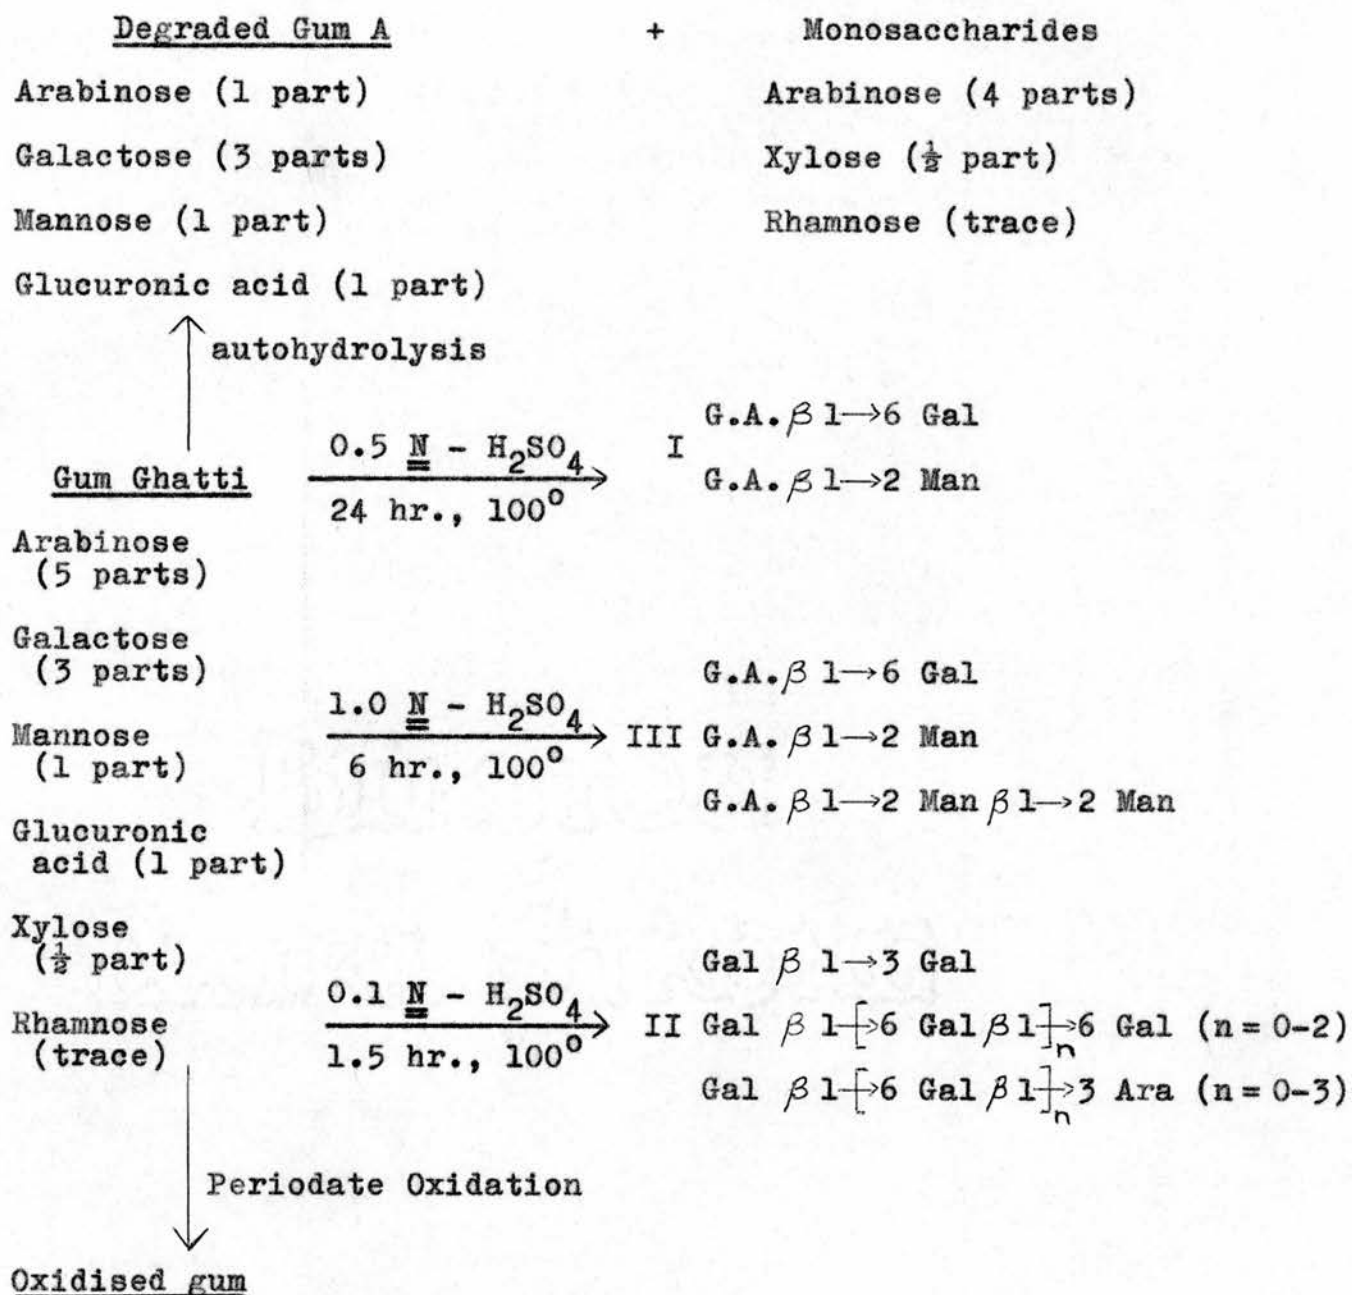 Degraded Gum A + Monosaccharides
Arabinose (1 part) Arabinose (4 parts)
Galactose (3 parts) Xylose (½ part)
Mannose (1 part) Rhamnose (trace)
Glucuronic acid (1 part)
autohydrolysis
G.A. β 1→6 Gal
0.5 N - H₂SO₄ I
Gum Ghatti G.A. β 1→2 Man
24 hr., 100°
Arabinose
(5 parts)
Galactose
(3 parts)
G.A. β 1→6 Gal
1.0 N - H₂SO₄
Mannose III G.A. β 1→2 Man
(1 part) 6 hr., 100°
G.A. β 1→2 Man β 1→2 Man
Glucuronic
acid (1 part)
Xylose
(½ part) Gal β 1→3 Gal
0.1 N - H₂SO₄
Rhamnose II Gal β 1[→6 Gal β 1]ₙ→6 Gal (n = 0-2)
(trace) 1.5 hr., 100°
Gal β 1[→6 Gal β 1]ₙ→3 Ara (n = 0-3)
Periodate Oxidation
Oxidised gum